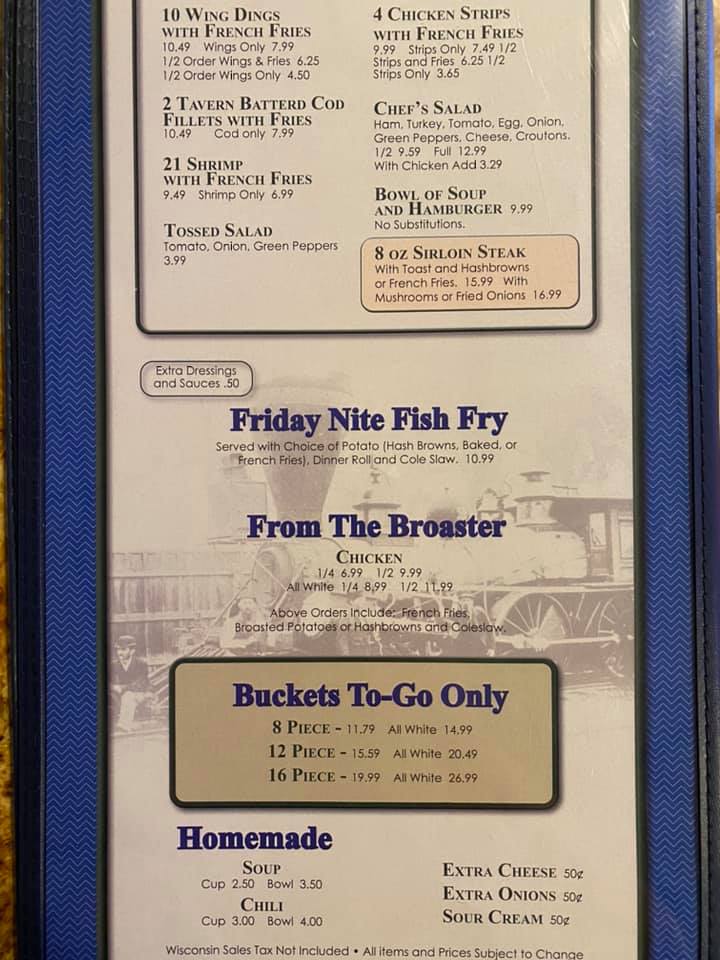 10 Wing Dings
with French Fries
10.49 Wings Only 7.99
1/2 Order Wings & Fries 6.25
1/2 Order Wings Only 4.50
2 Tavern Batterd Cod
Fillets with Fries
10.49 Cod only 7.99
21 Shrimp
with French Fries
9.49 Shrimp Only 6.99
Tossed Salad
Tomato, Onion, Green Peppers
3.99
4 Chicken Strips
with French Fries
9.99 Strips Only 7.49 1/2
Strips and Fries 6.25 1/2
Strips Only 3.65
Chef's Salad
Ham, Turkey, Tomato, Egg, Onion,
Green Peppers, Cheese, Croutons.
1/2 9.59 Full 12.99
With Chicken Add 3.29
Bowl of Soup
and Hamburger 9.99
No Substitutions.
8 oz Sirloin Steak
With Toast and Hashbrowns
or French Fries. 15.99 With
Mushrooms or Fried Onions 16.99
Extra Dressings
and Sauces .50
Friday Nite Fish Fry
Served with Choice of Potato (Hash Browns, Baked, or
French Fries), Dinner Roll and Cole Slaw. 10.99
From The Broaster
Chicken
1/4 6.99 1/2 9.99
All White 1/4 8.99 1/2 11.99
Above Orders Include: French Fries,
Broasted Potatoes or Hashbrowns and Coleslaw.
Buckets To-Go Only
8 Piece - 11.79 All White 14.99
12 Piece - 15.59 All White 20.49
16 Piece - 19.99 All White 26.99
Homemade
Soup
Cup 2.50 Bowl 3.50
Chili
Cup 3.00 Bowl 4.00
Extra Cheese 50¢
Extra Onions 50¢
Sour Cream 50¢
Wisconsin Sales Tax Not Included • All items and Prices Subject to Change